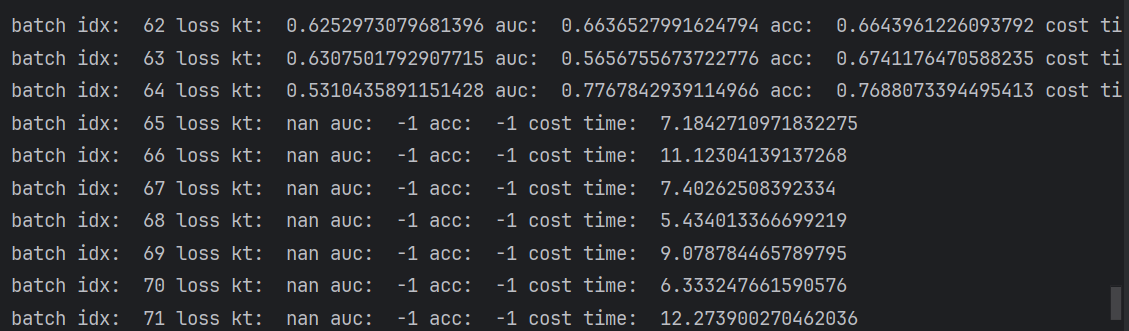 batch idx:  62 loss kt:  0.6252973079681396 auc:  0.6636527991624794 acc:  0.6643961226093792 cost ti
batch idx:  63 loss kt:  0.6307501792907715 auc:  0.5656755673722776 acc:  0.6741176470588235 cost ti
batch idx:  64 loss kt:  0.5310435891151428 auc:  0.7767842939114966 acc:  0.7688073394495413 cost ti
batch idx:  65 loss kt:  nan auc:  -1 acc:  -1 cost time:  7.1842710971832275
batch idx:  66 loss kt:  nan auc:  -1 acc:  -1 cost time:  11.12304139137268
batch idx:  67 loss kt:  nan auc:  -1 acc:  -1 cost time:  7.40262508392334
batch idx:  68 loss kt:  nan auc:  -1 acc:  -1 cost time:  5.434013366699219
batch idx:  69 loss kt:  nan auc:  -1 acc:  -1 cost time:  9.078784465789795
batch idx:  70 loss kt:  nan auc:  -1 acc:  -1 cost time:  6.333247661590576
batch idx:  71 loss kt:  nan auc:  -1 acc:  -1 cost time:  12.273900270462036